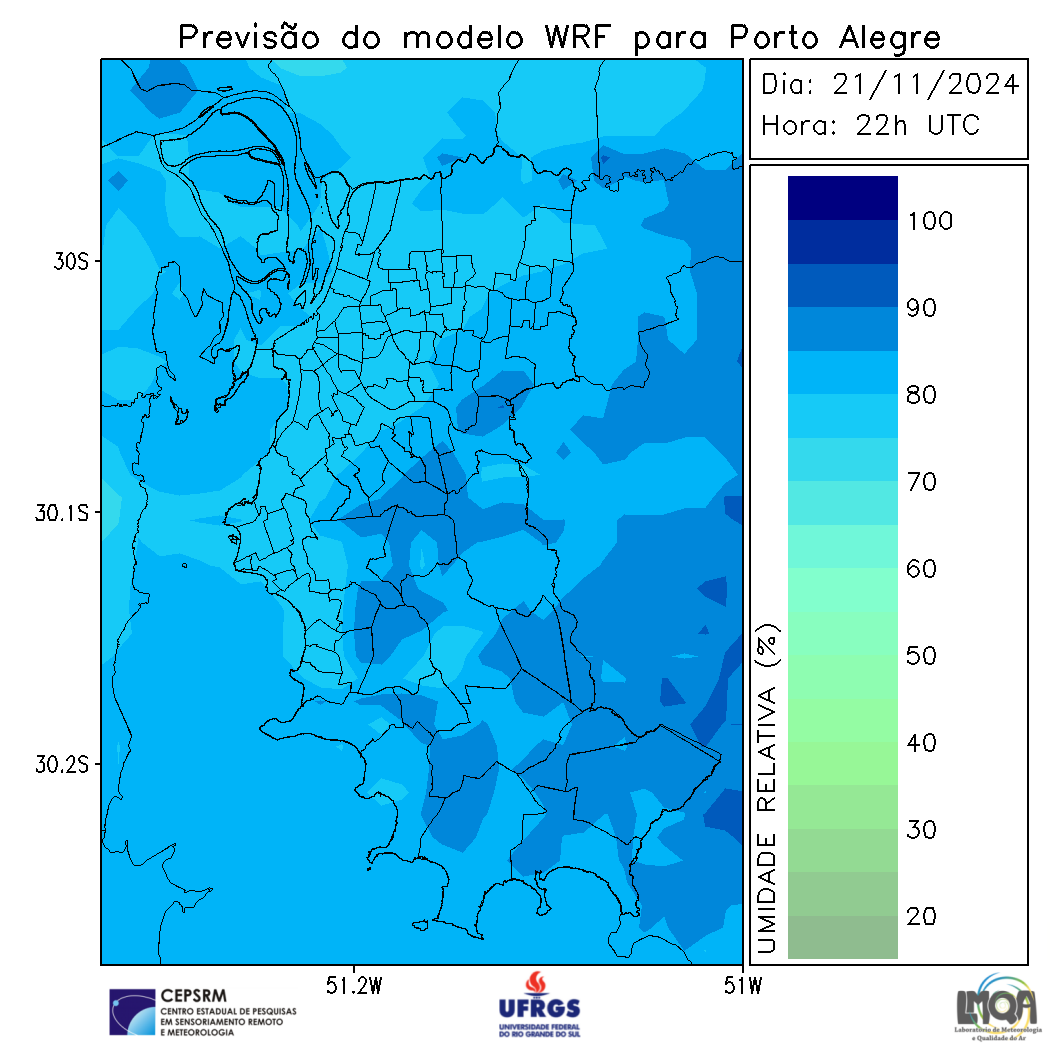 Previsão do modelo WRF para Porto Alegre
Dia: 21/11/2024
Hora: 22h UTC
30S
30.1S
30.2S
51.2W
51W
100
90
80
70
60
50
40
30
20
UMIDADE RELATIVA (%)
CEPSRM
CENTRO ESTADUAL DE PESQUISAS
EM SENSORIAMENTO REMOTO
E METEOROLOGIA
UFRGS
UNIVERSIDADE FEDERAL
DO RIO GRANDE DO SUL
LMQA
Laboratório de Meteorologia
e Qualidade do Ar